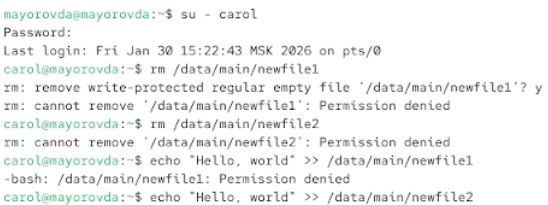 mayorovda@mayorovda:~$ su - carol
Password:
Last login: Fri Jan 30 15:22:43 MSK 2026 on pts/0
carol@mayorovda:~$ rm /data/main/newfile1
rm: remove write-protected regular empty file '/data/main/newfile1'? y
rm: cannot remove '/data/main/newfile1': Permission denied
carol@mayorovda:~$ rm /data/main/newfile2
rm: cannot remove '/data/main/newfile2': Permission denied
carol@mayorovda:~$ echo "Hello, world" >> /data/main/newfile1
-bash: /data/main/newfile1: Permission denied
carol@mayorovda:~$ echo "Hello, world" >> /data/main/newfile2